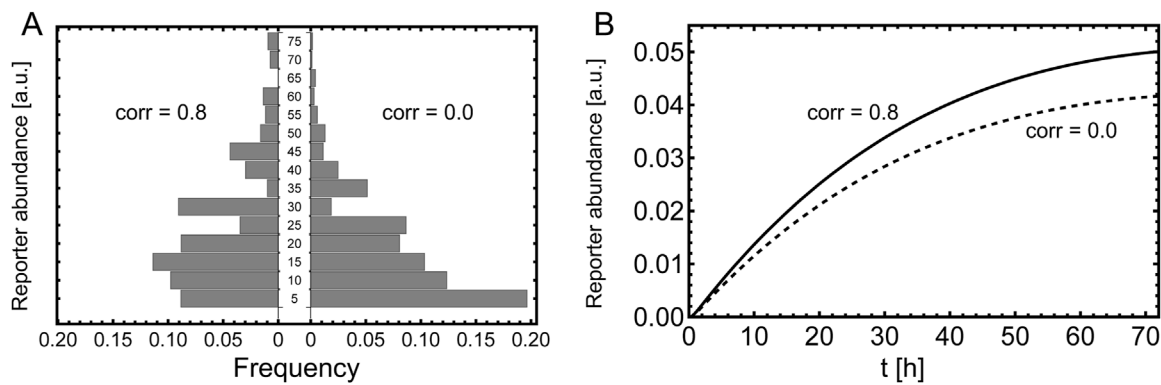 A
Reporter abundance [a.u.]
corr = 0.8
corr = 0.0
75
70
65
60
55
50
45
40
35
30
25
20
15
10
5
0.20 0.15 0.10 0.05 0 0 0.05 0.10 0.15 0.20
Frequency
B
Reporter abundance [a.u.]
0.05
0.04
0.03
0.02
0.01
0.00
corr = 0.8
corr = 0.0
0 10 20 30 40 50 60 70
t [h]